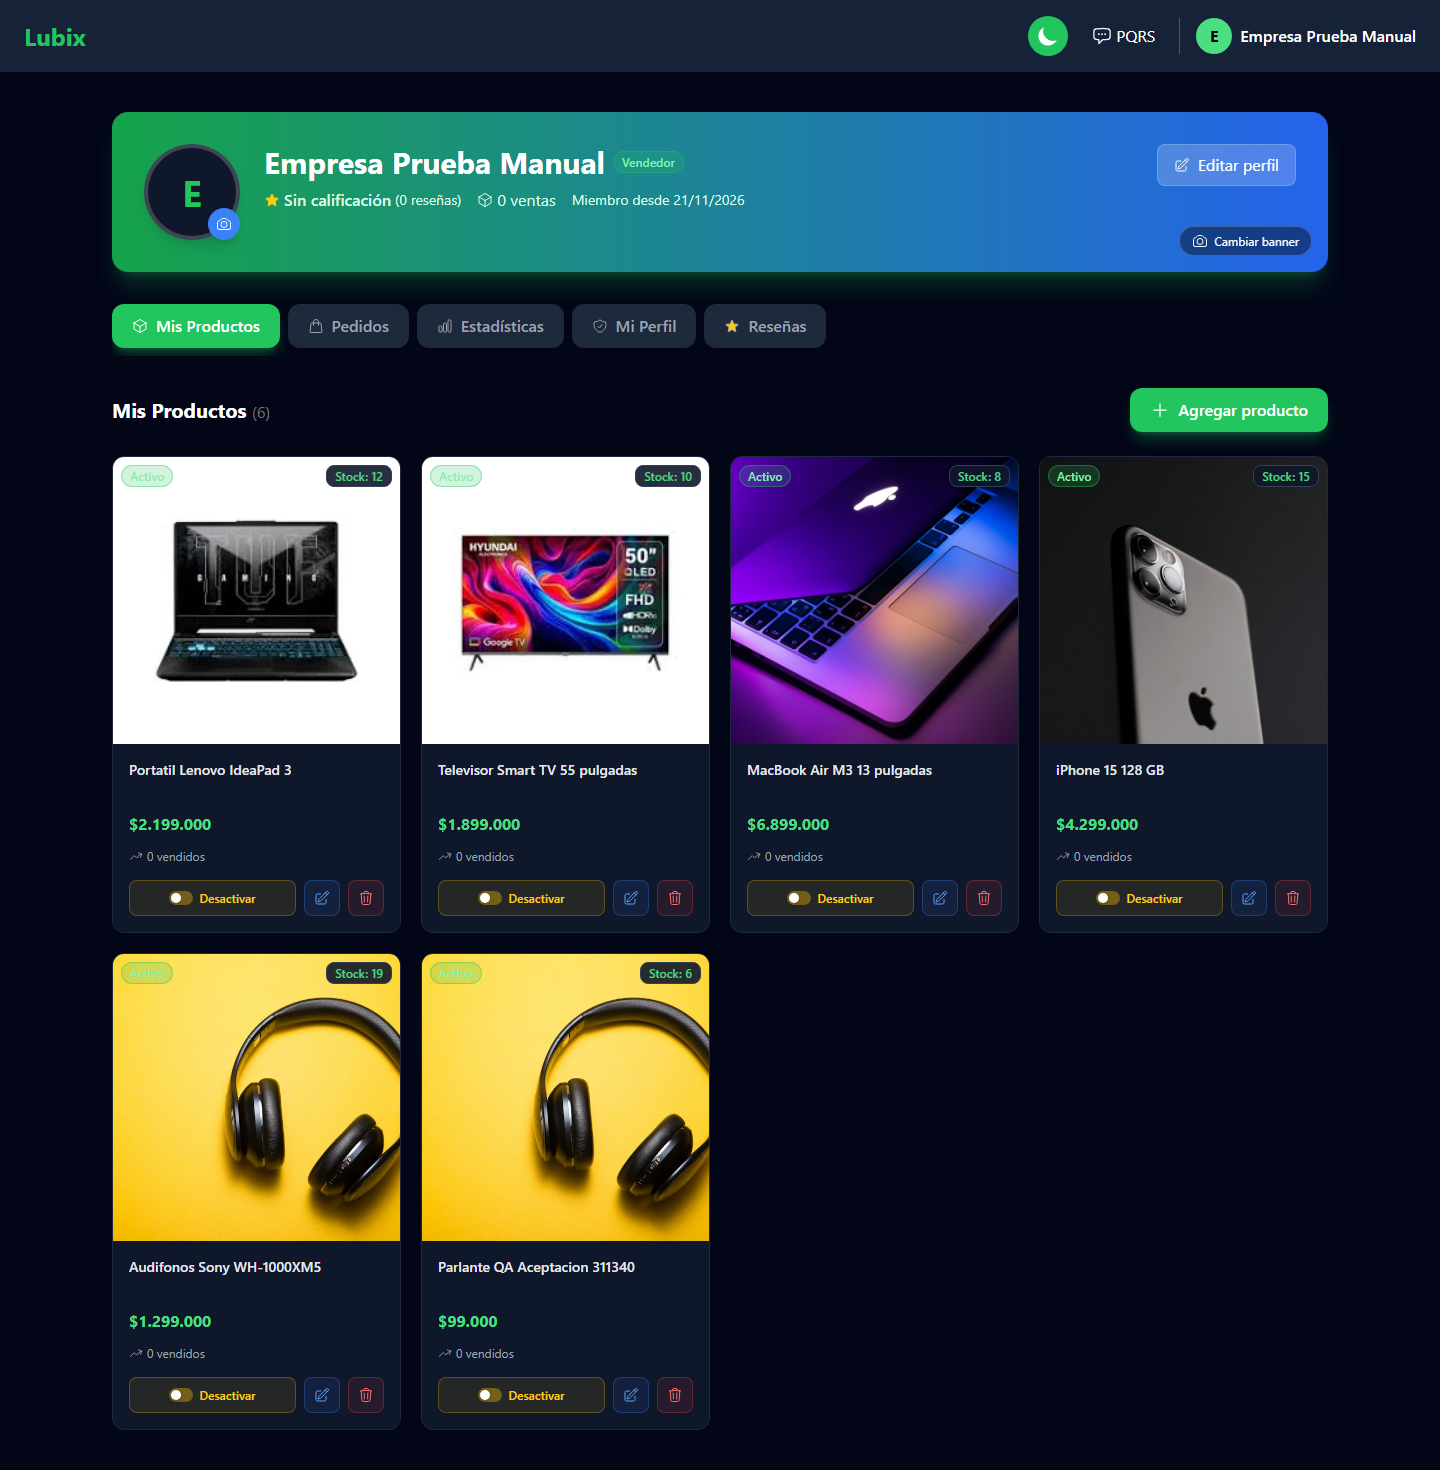 Lubix
PQRS
E
Empresa Prueba Manual
E
Empresa Prueba Manual
Vendedor
Sin calificación (0 reseñas)
0 ventas
Miembro desde 21/11/2026
Editar perfil
Cambiar banner
Mis Productos
Pedidos
Estadísticas
Mi Perfil
Reseñas
Mis Productos (6)
Agregar producto
Activo
Stock: 12
TUF
GAMING
Portatil Lenovo IdeaPad 3
$2.199.000
0 vendidos
Desactivar
Activo
Stock: 10
HYUNDAI
50"
QLED
FHD
HDR
Dolby
Google TV
Televisor Smart TV 55 pulgadas
$1.899.000
0 vendidos
Desactivar
Activo
Stock: 8
MacBook Air M3 13 pulgadas
$6.899.000
0 vendidos
Desactivar
Activo
Stock: 15
iPhone 15 128 GB
$4.299.000
0 vendidos
Desactivar
Activo
Stock: 19
Audifonos Sony WH-1000XM5
$1.299.000
0 vendidos
Desactivar
Activo
Stock: 6
Parlante QA Aceptacion 311340
$99.000
0 vendidos
Desactivar